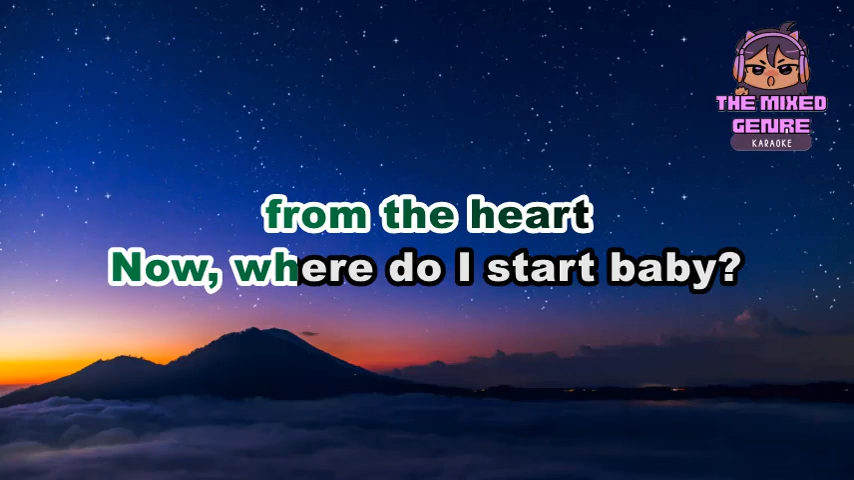 THE MIXED
GENRE
KARAOKE
from the heart
Now, where do I start baby?